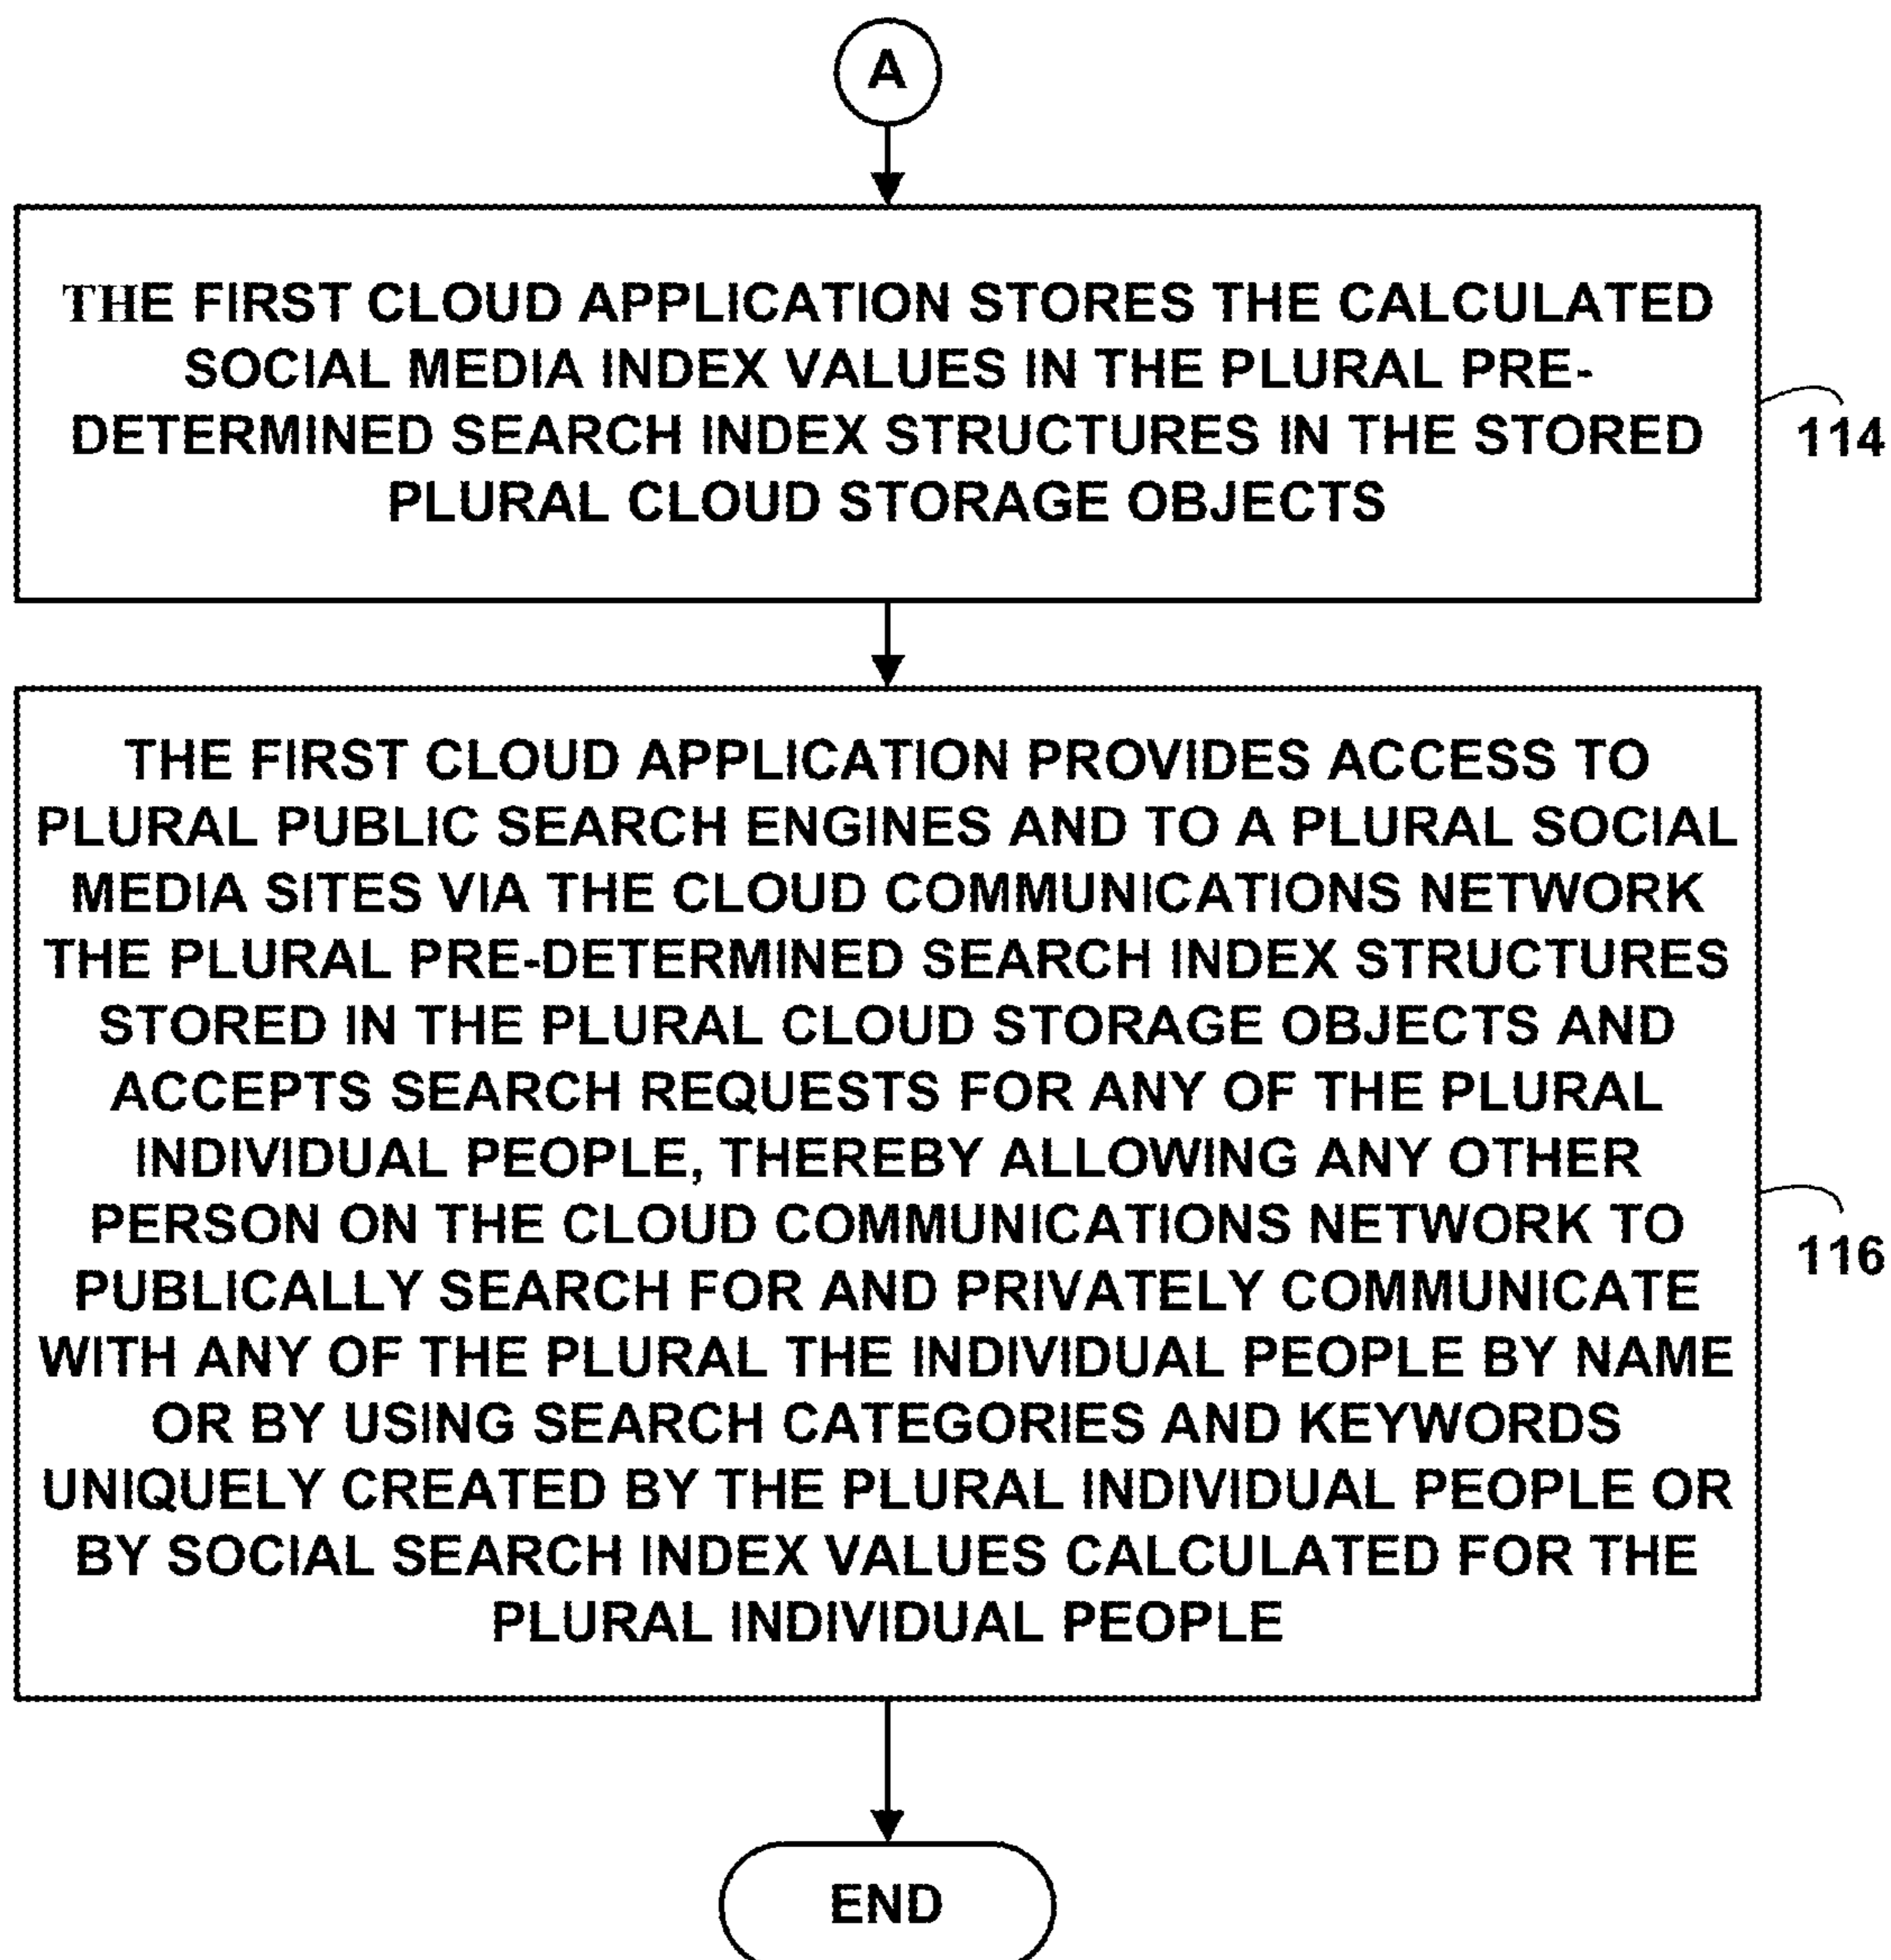 A
THE FIRST CLOUD APPLICATION STORES THE CALCULATED
SOCIAL MEDIA INDEX VALUES IN THE PLURAL PRE-
DETERMINED SEARCH INDEX STRUCTURES IN THE STORED
PLURAL CLOUD STORAGE OBJECTS
114
THE FIRST CLOUD APPLICATION PROVIDES ACCESS TO
PLURAL PUBLIC SEARCH ENGINES AND TO A PLURAL SOCIAL
MEDIA SITES VIA THE CLOUD COMMUNICATIONS NETWORK
THE PLURAL PRE-DETERMINED SEARCH INDEX STRUCTURES
STORED IN THE PLURAL CLOUD STORAGE OBJECTS AND
ACCEPTS SEARCH REQUESTS FOR ANY OF THE PLURAL
INDIVIDUAL PEOPLE, THEREBY ALLOWING ANY OTHER
PERSON ON THE CLOUD COMMUNICATIONS NETWORK TO
PUBLICALLY SEARCH FOR AND PRIVATELY COMMUNICATE
WITH ANY OF THE PLURAL THE INDIVIDUAL PEOPLE BY NAME
OR BY USING SEARCH CATEGORIES AND KEYWORDS
UNIQUELY CREATED BY THE PLURAL INDIVIDUAL PEOPLE OR
BY SOCIAL SEARCH INDEX VALUES CALCULATED FOR THE
PLURAL INDIVIDUAL PEOPLE
116
END